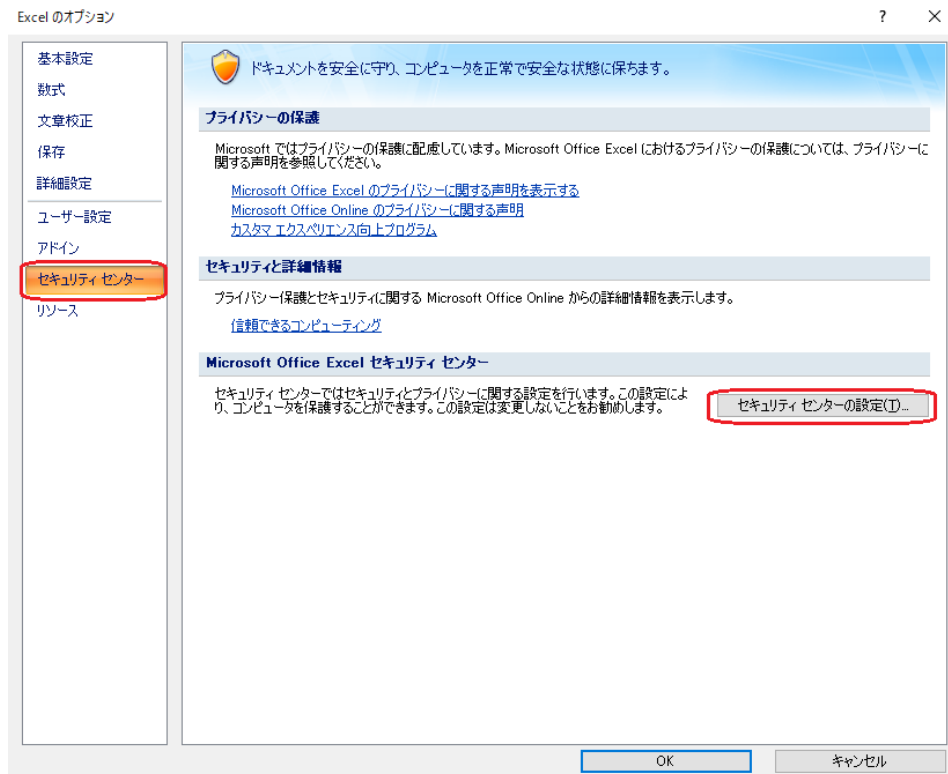 Excel のオプション
?
×
基本設定
数式
文章校正
保存
詳細設定
ユーザー設定
アドイン
セキュリティ センター
リソース
ドキュメントを安全に守り、コンピュータを正常で安全な状態に保ちます。
プライバシーの保護
Microsoft ではプライバシーの保護に配慮しています。Microsoft Office Excel におけるプライバシーの保護については、プライバシーに
関する声明を参照してください。
Microsoft Office Excel のプライバシーに関する声明を表示する
Microsoft Office Online のプライバシーに関する声明
カスタマ エクスペリエンス向上プログラム
セキュリティと詳細情報
プライバシー保護とセキュリティに関する Microsoft Office Online からの詳細情報を表示します。
信頼できるコンピューティング
Microsoft Office Excel セキュリティ センター
セキュリティ センターではセキュリティとプライバシーに関する設定を行います。この設定によ
り、コンピュータを保護することができます。この設定は変更しないことをお勧めします。
セキュリティ センターの設定(T)...
OK
キャンセル